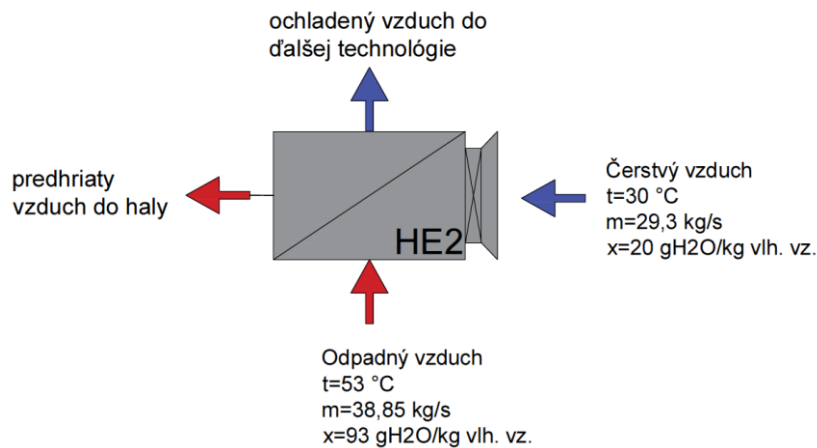 ochladený vzduch do
ďalšej technológie
predhriaty
vzduch do haly
Čerstvý vzduch
t=30 °C
m=29,3 kg/s
x=20 gH2O/kg vlh. vz.
HE2
Odpadný vzduch
t=53 °C
m=38,85 kg/s
x=93 gH2O/kg vlh. vz.